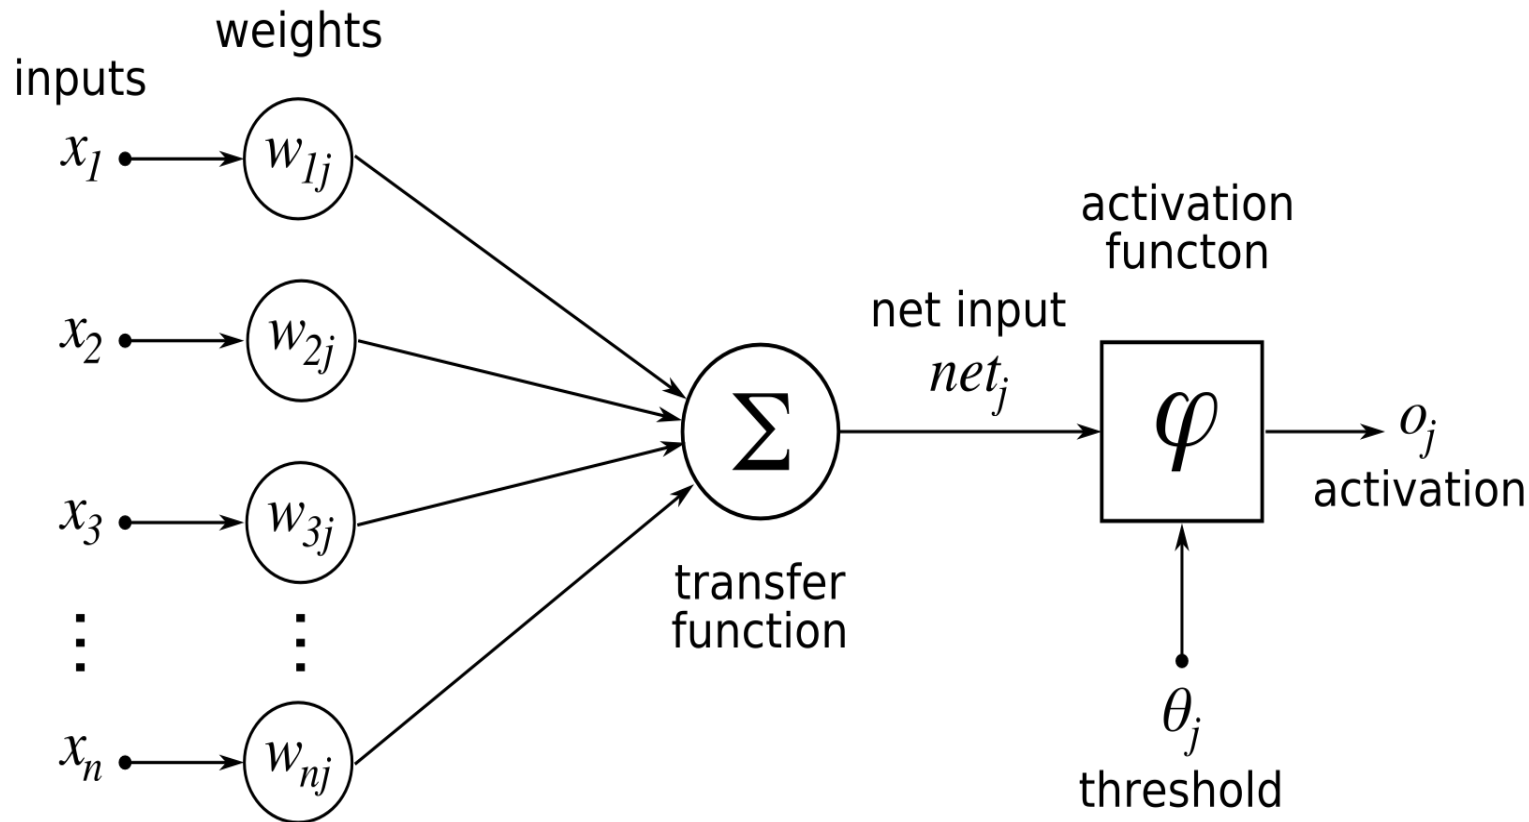 weights
inputs
x1
w1j
x2
w2j
x3
w3j
⋮ ⋮
xn
wnj
Σ
transfer
function
net input
netj
activation
functon
φ
oj
activation
θj
threshold